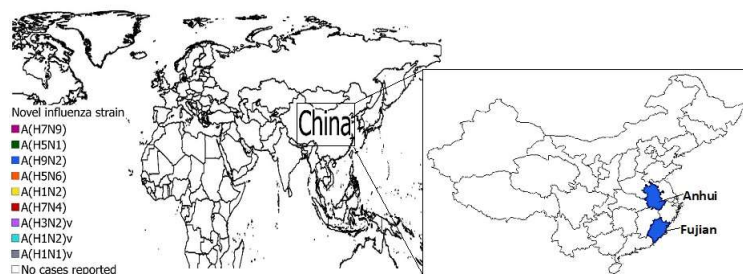 Novel influenza strain
A(H7N9)
A(H5N1)
A(H9N2)
A(H5N6)
A(H1N2)
A(H7N4)
A(H3N2)v
A(H1N2)v
A(H1N1)v
No cases reported
China
Anhui
Fujian